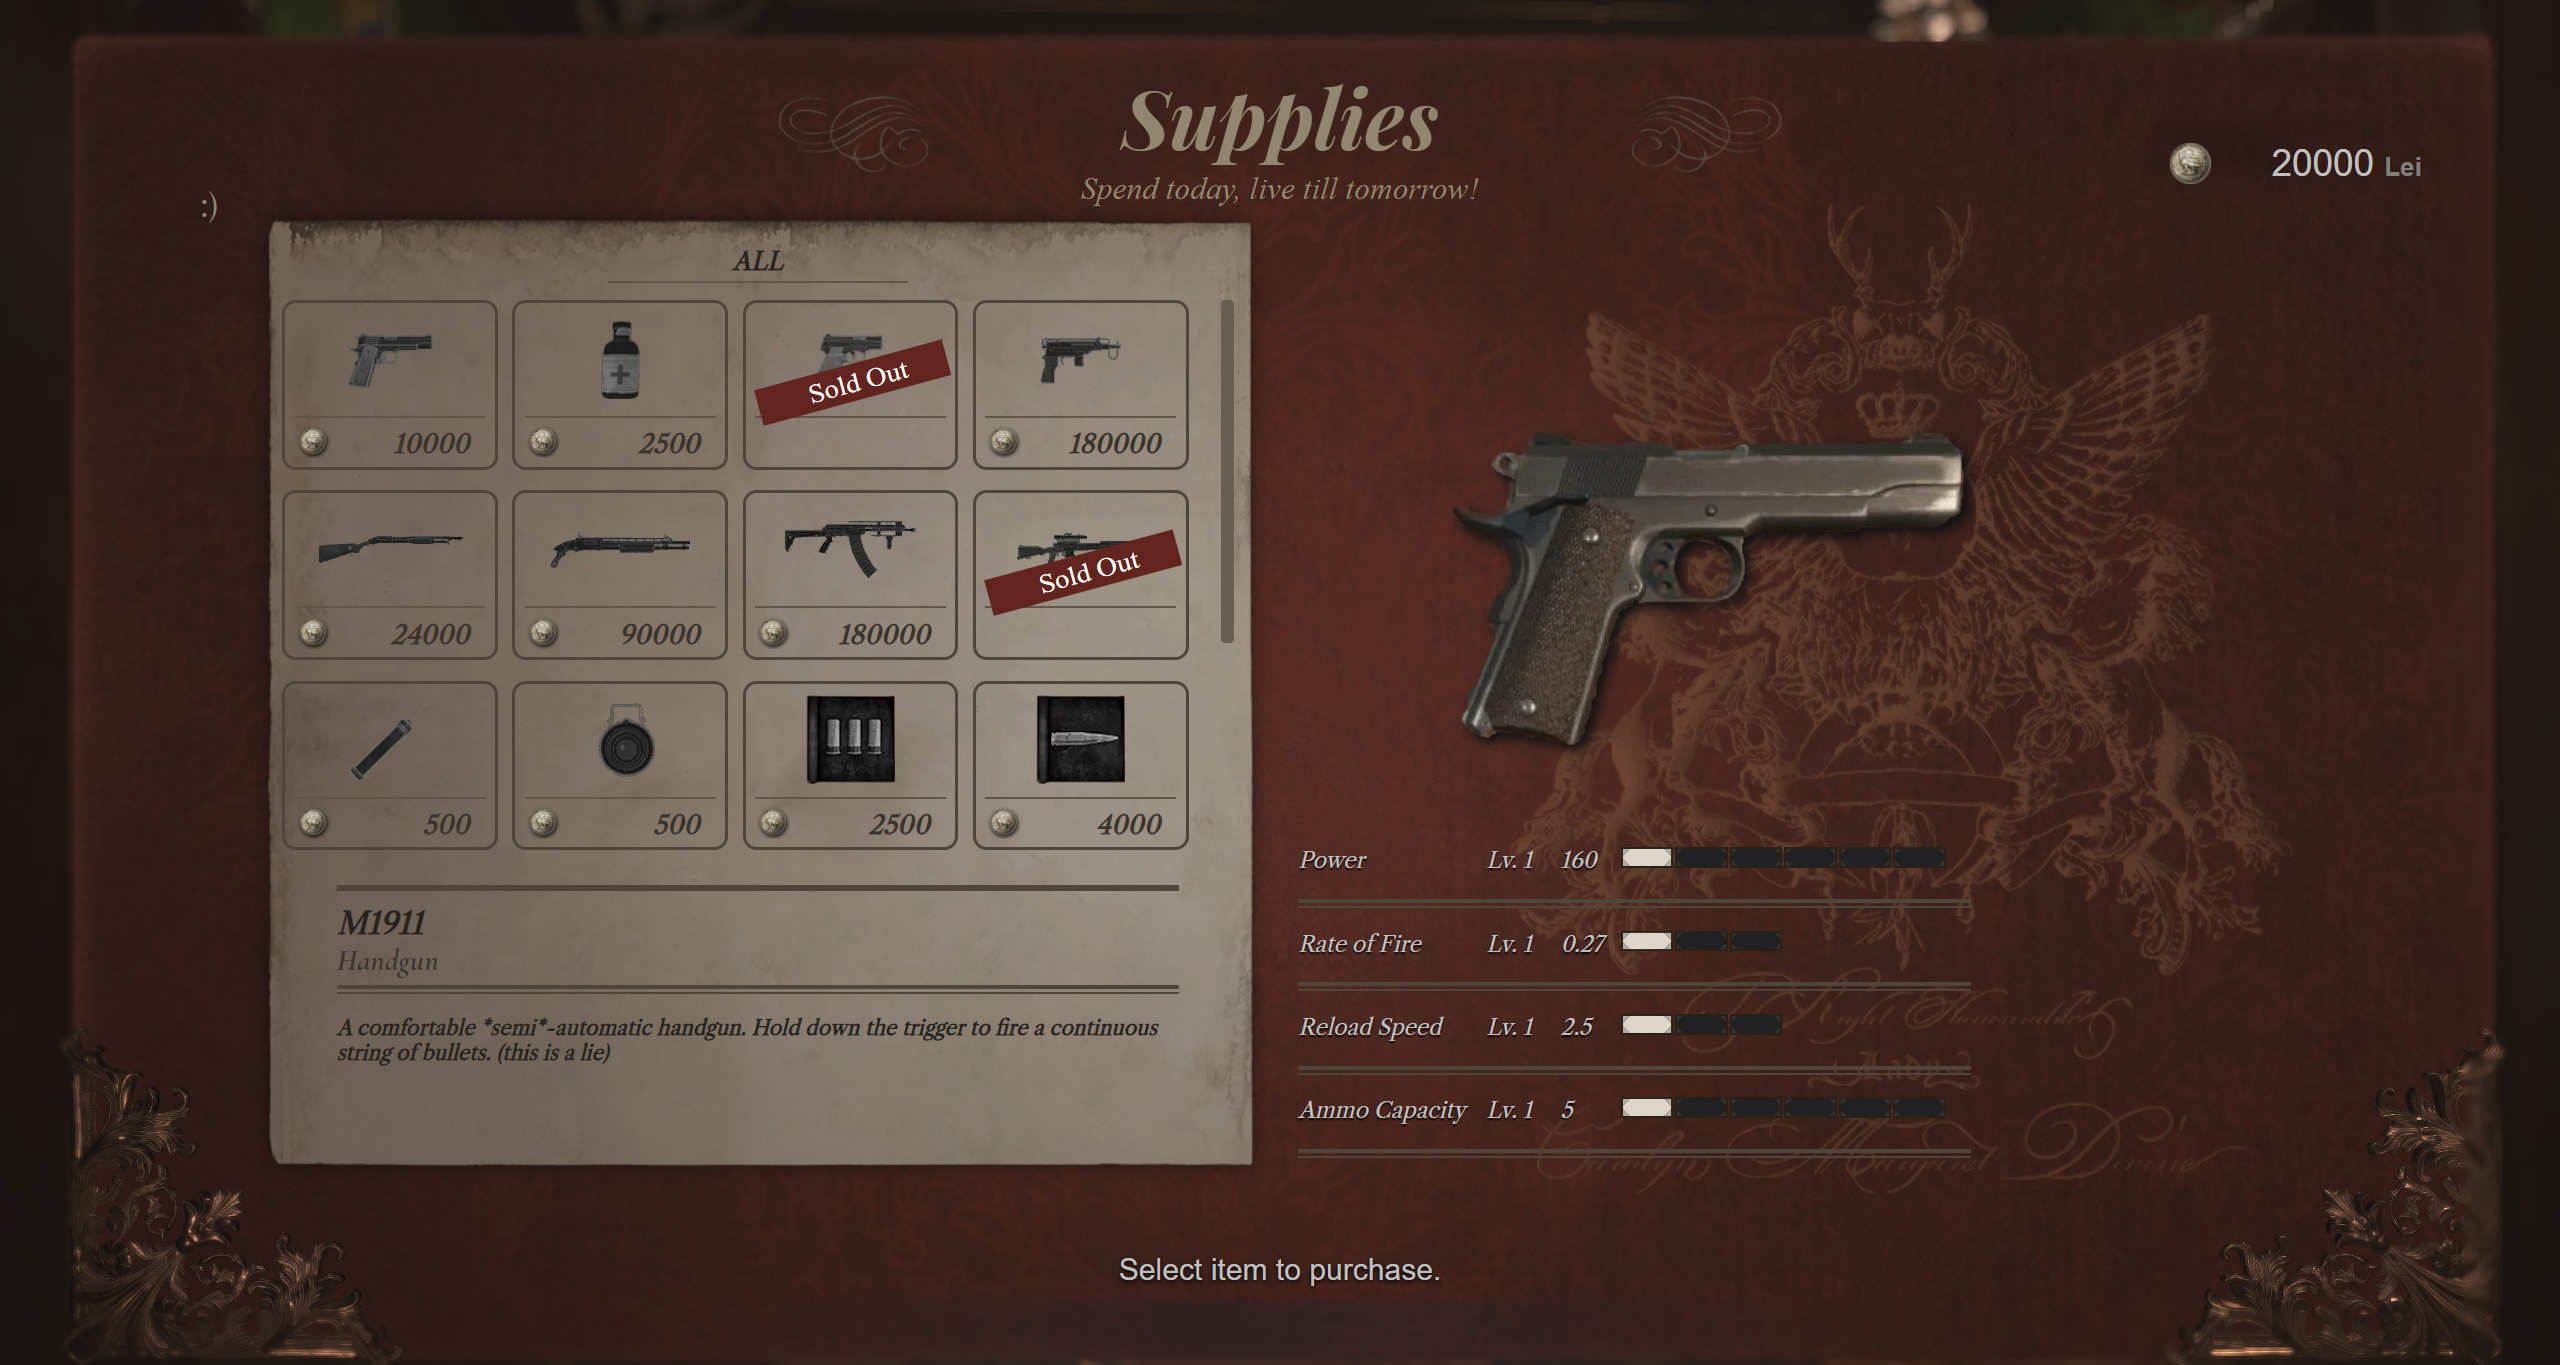 Supplies
Spend today, live till tomorrow!
20000 Lei
:)
ALL
10000
2500
Sold Out
180000
24000
90000
180000
Sold Out
500
500
2500
4000
M1911
Handgun
A comfortable *semi*-automatic handgun. Hold down the trigger to fire a continuous
string of bullets. (this is a lie)
Power Lv. 1 160
Rate of Fire Lv. 1 0.27
Reload Speed Lv. 1 2.5
Ammo Capacity Lv. 1 5
Lady
Select item to purchase.